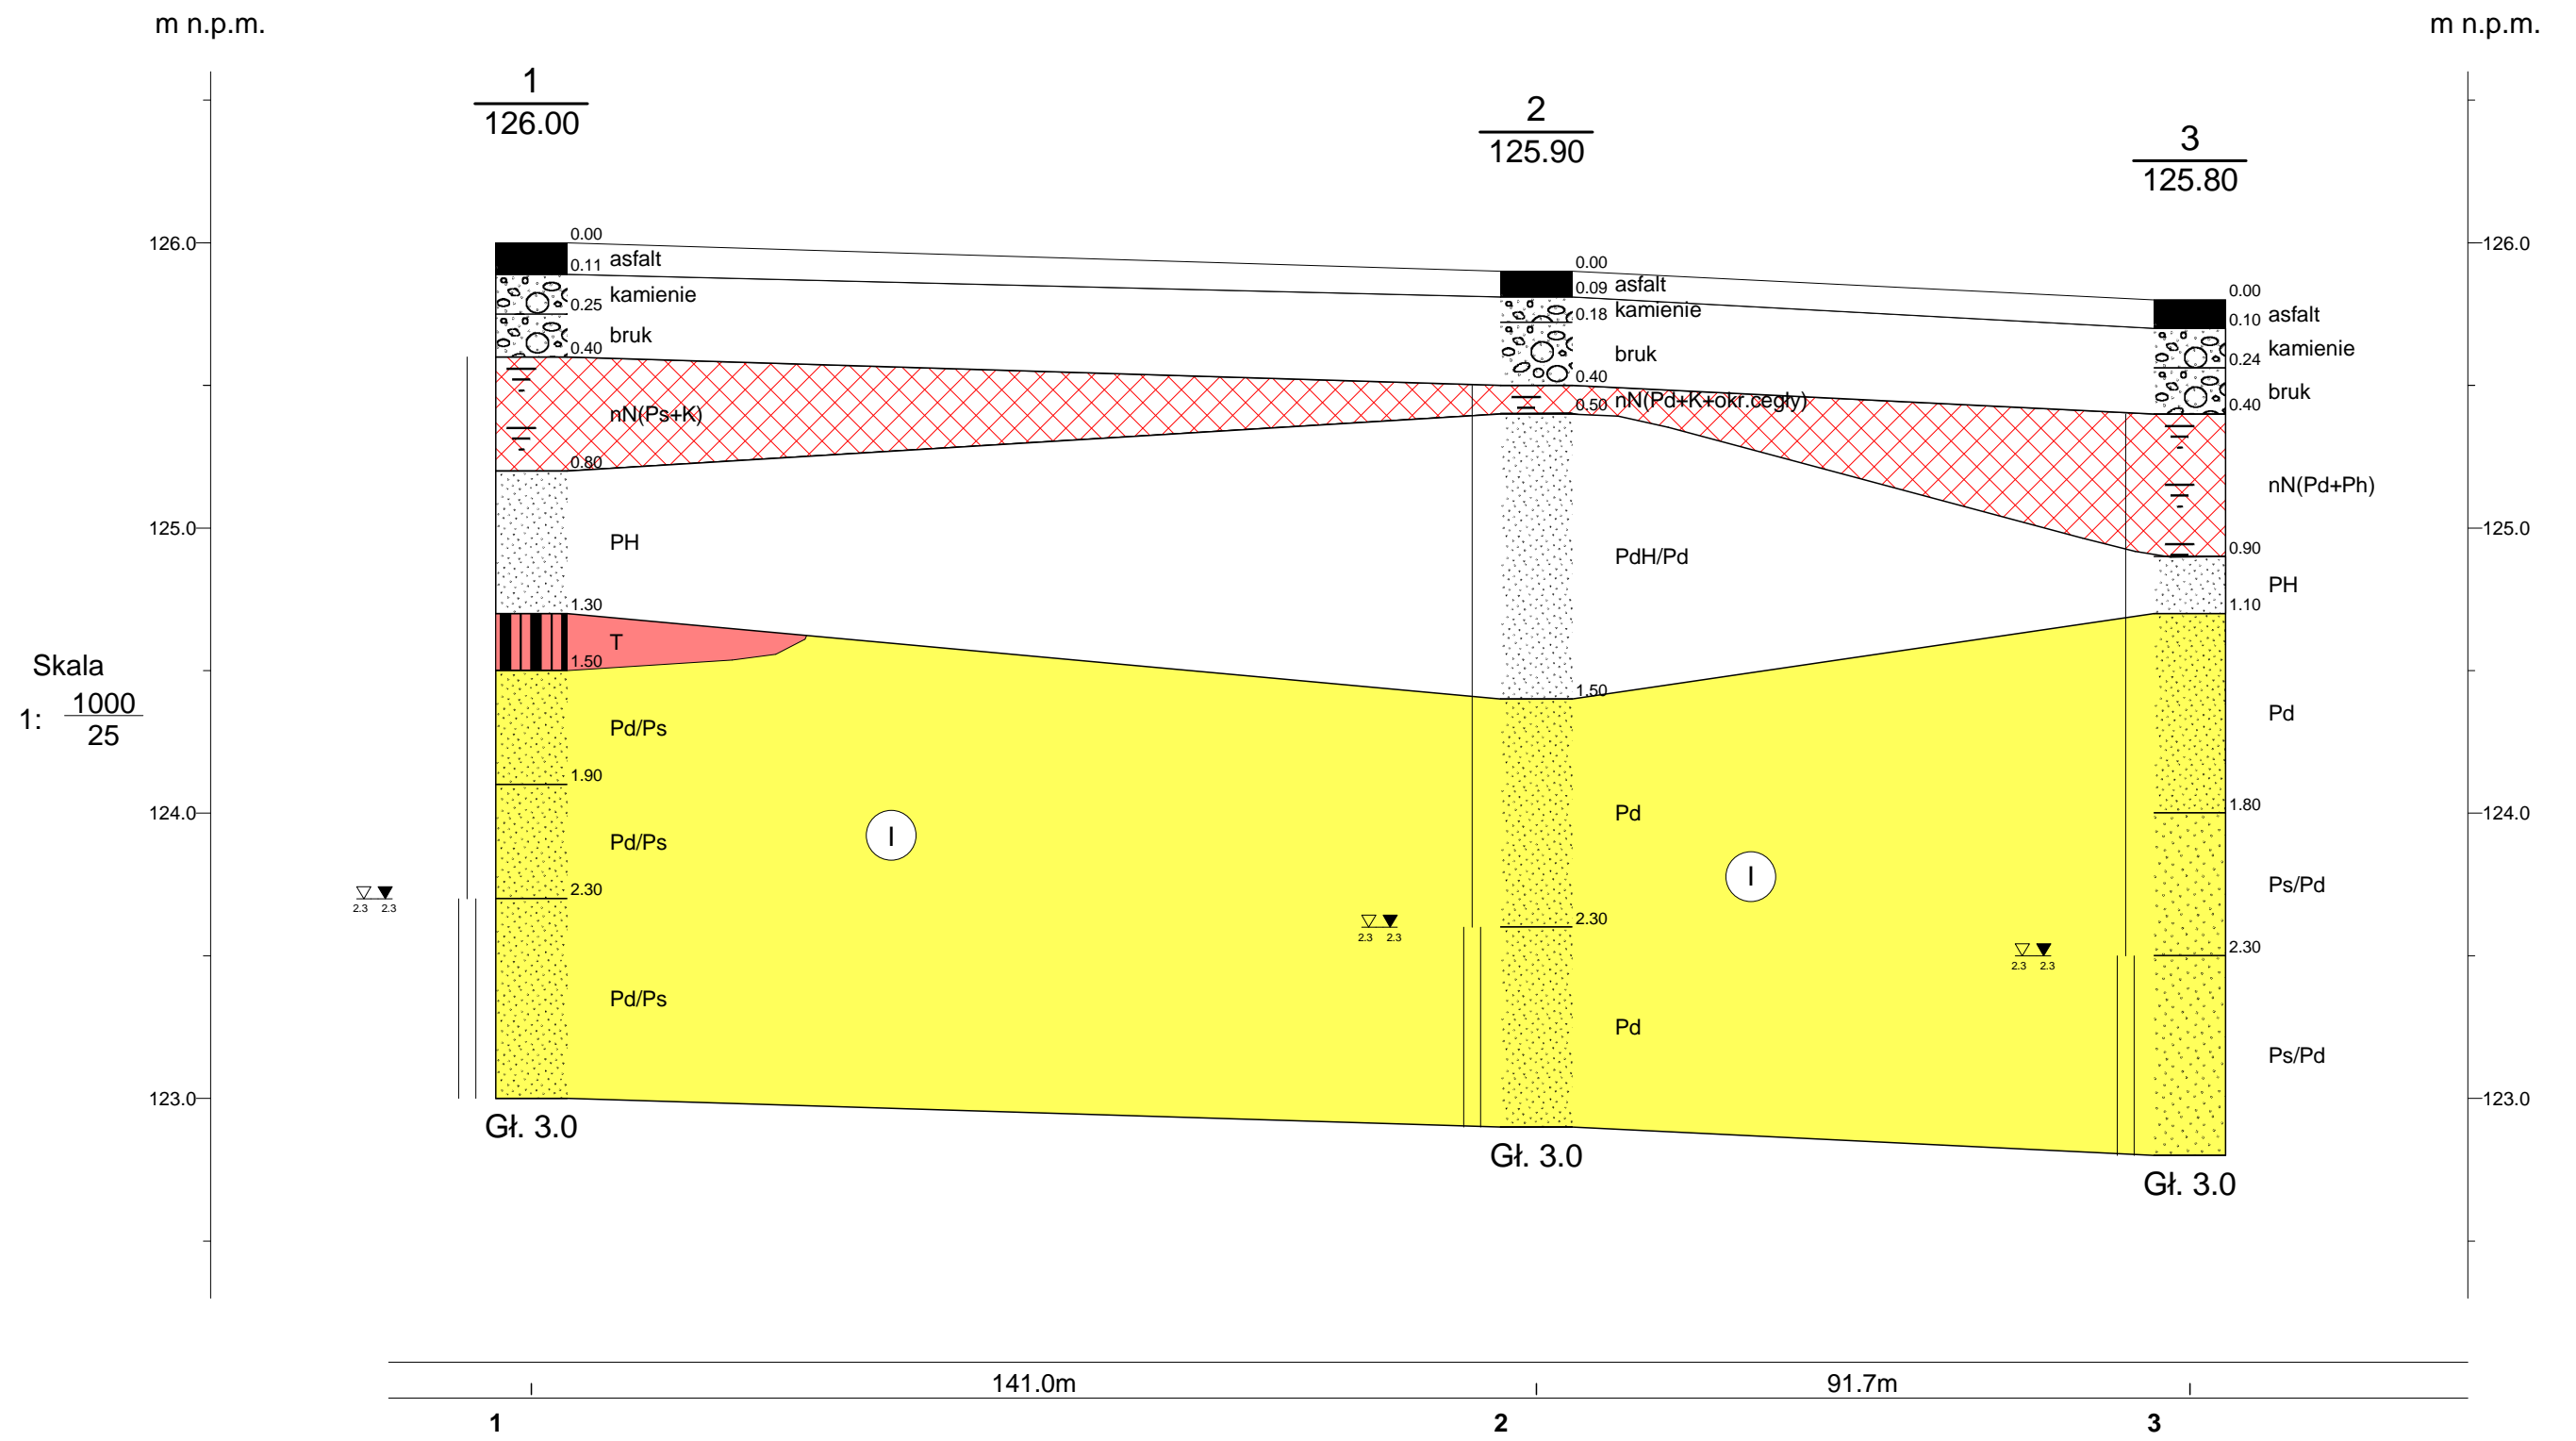 m n.p.m.
m n.p.m.
1
126.00
2
125.90
3
125.80
126.0
125.0
124.0
123.0
Skala
1: 1000
25
0.00
0.11 asfalt
0.25 kamienie
bruk
0.40
nN(Ps+K)
0.80
PH
1.30
T
1.50
Pd/Ps
1.90
Pd/Ps
2.30
2.3 2.3
Pd/Ps
Gł. 3.0
0.00
asfalt
0.09
kamienie
0.18
bruk
0.40
nN(Pd+K+okr.cegły)
0.50
PdH/Pd
1.50
Pd
I
2.30
2.3 2.3
Pd
Gł. 3.0
I
0.00
asfalt
0.10
kamienie
0.24
bruk
0.40
nN(Pd+Ph)
0.90
PH
1.10
Pd
1.80
Ps/Pd
2.30
2.3 2.3
Ps/Pd
Gł. 3.0
126.0
125.0
124.0
123.0
141.0m 91.7m
1 2 3